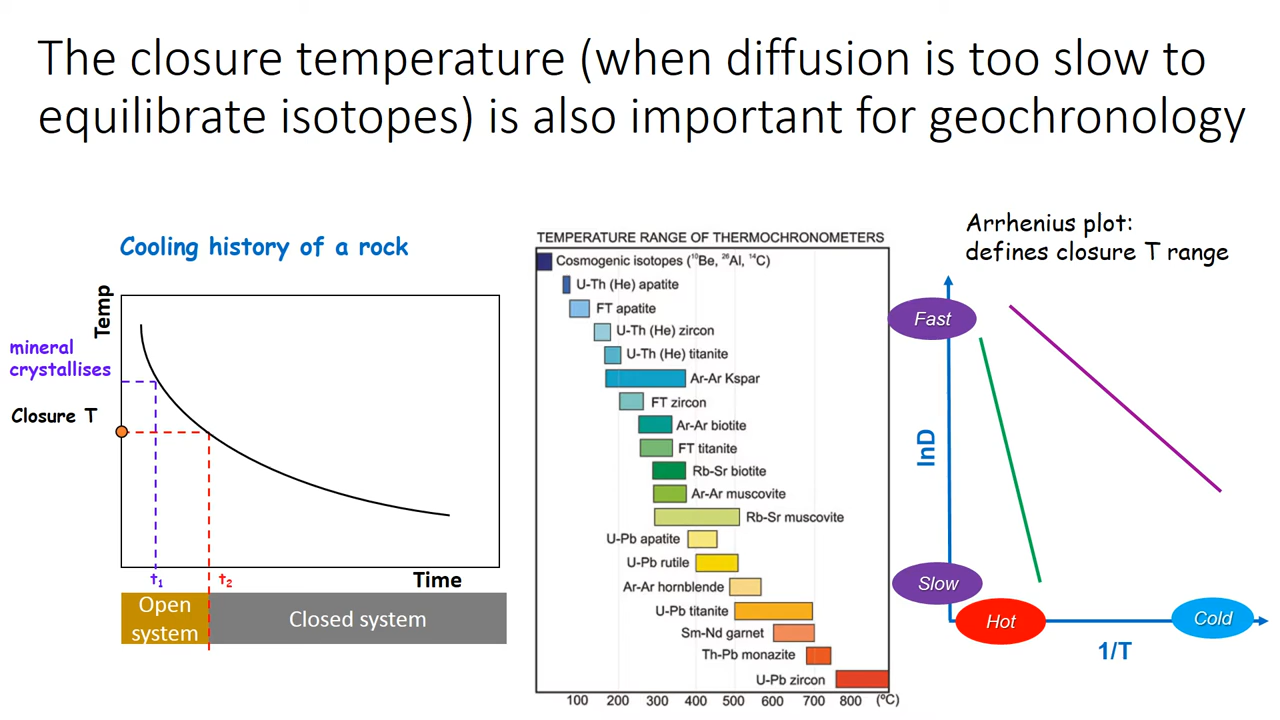 The closure temperature (when diffusion is too slow to
equilibrate isotopes) is also important for geochronology
Cooling history of a rock
Temp
mineral
crystallises
Closure T
t₁
t₂
Time
Open
system
Closed system
TEMPERATURE RANGE OF THERMOCHRONOMETERS
Cosmogenic isotopes (¹⁰Be, ²⁶Al, ¹⁴C)
U-Th (He) apatite
FT apatite
U-Th (He) zircon
U-Th (He) titanite
Ar-Ar Kspar
FT zircon
Ar-Ar biotite
FT titanite
Rb-Sr biotite
Ar-Ar muscovite
Rb-Sr muscovite
U-Pb apatite
U-Pb rutile
Ar-Ar hornblende
U-Pb titanite
Sm-Nd garnet
Th-Pb monazite
U-Pb zircon
100 200 300 400 500 600 700 800 (ºC)
Arrhenius plot:
defines closure T range
Fast
lnD
Slow
Hot
Cold
1/T